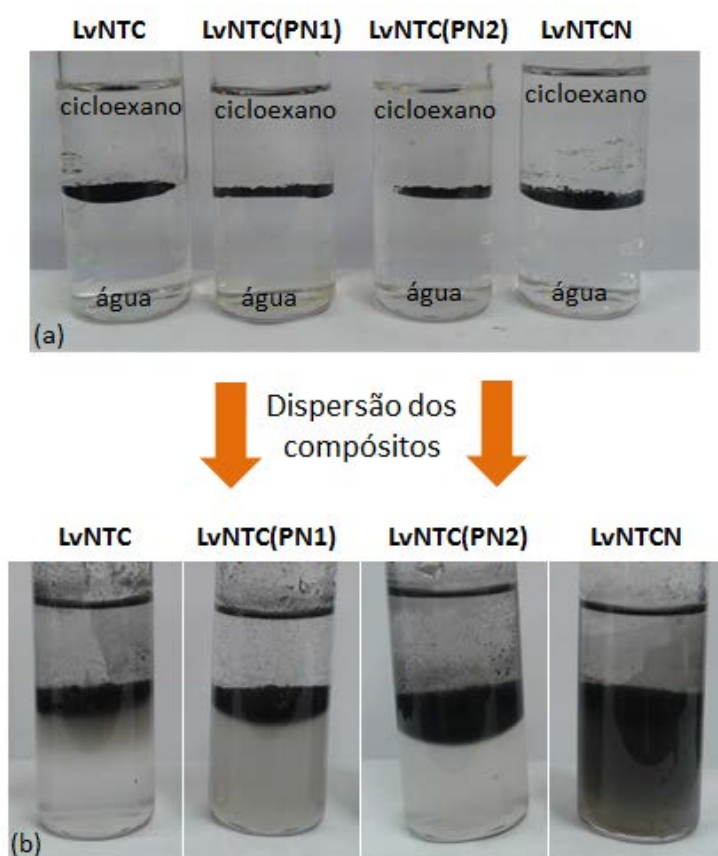 LvNTC LvNTC(PN1) LvNTC(PN2) LvNTCN
cicloexano cicloexano cicloexano cicloexano
água água água água
(a)
Dispersão dos
compósitos
LvNTC LvNTC(PN1) LvNTC(PN2) LvNTCN
(b)